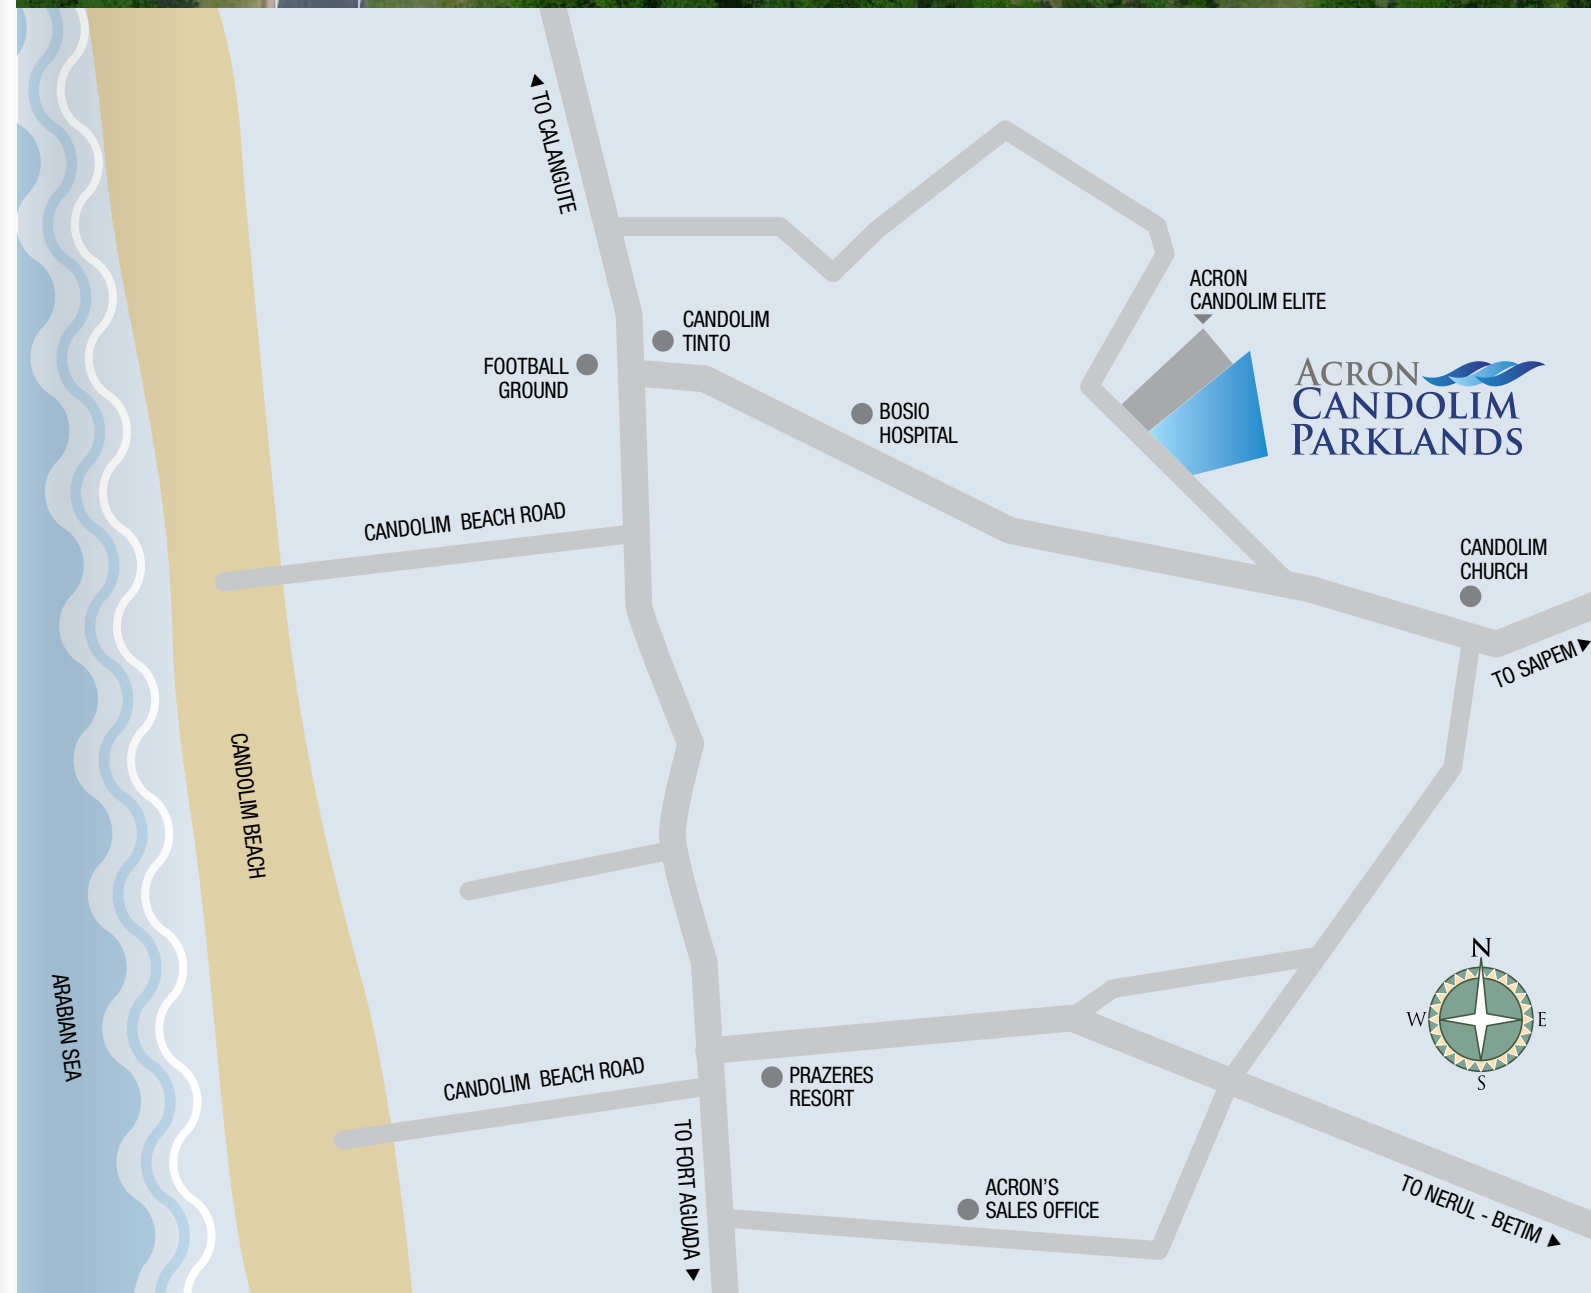 TO CALANGUTE
ACRON
CANDOLIM ELITE
CANDOLIM
TINTO
FOOTBALL
GROUND
ACRON
CANDOLIM
PARKLANDS
BOSIO
HOSPITAL
CANDOLIM BEACH ROAD
CANDOLIM
CHURCH
TO SAIPEM
CANDOLIM BEACH
ARABIAN SEA
N
W
E
S
CANDOLIM BEACH ROAD
PRAZERES
RESORT
TO FORT AGUADA
ACRON'S
SALES OFFICE
TO NERUL - BETIM